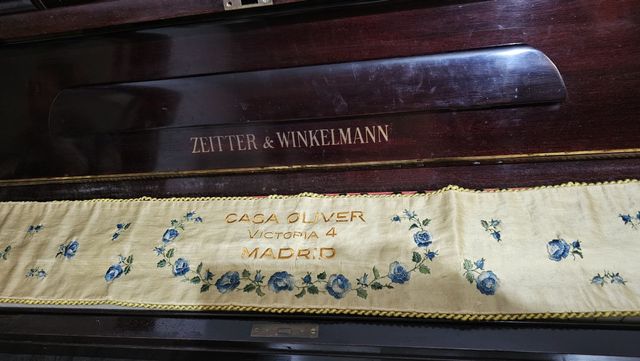 ZEITTER & WINKELMANN
CASA OLIVER
VICTORIA 4
MADRID